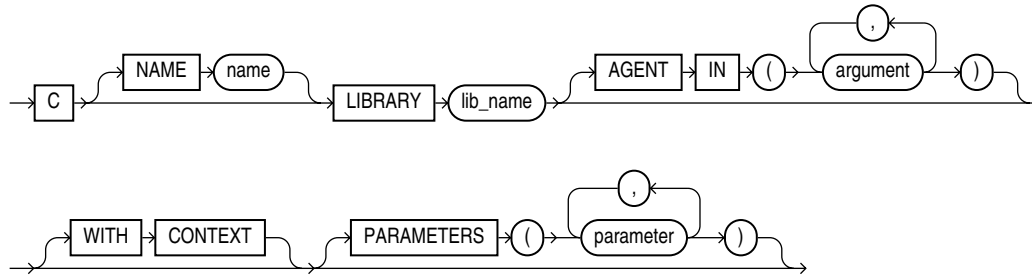 ,
NAME name AGENT IN ( argument )
C LIBRARY lib_name
,
WITH CONTEXT PARAMETERS ( parameter )